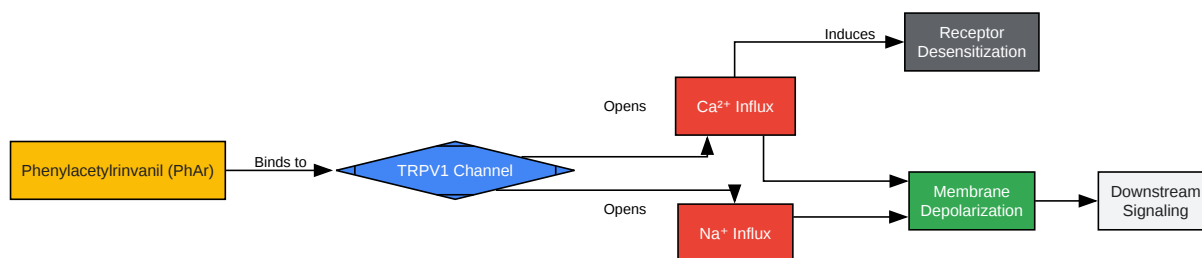 Phenylacetylrinvanil (PhAr)
Binds to
TRPV1 Channel
Opens
Ca²⁺ Influx
Induces
Receptor
Desensitization
Opens
Na⁺ Influx
Membrane
Depolarization
Downstream
Signaling